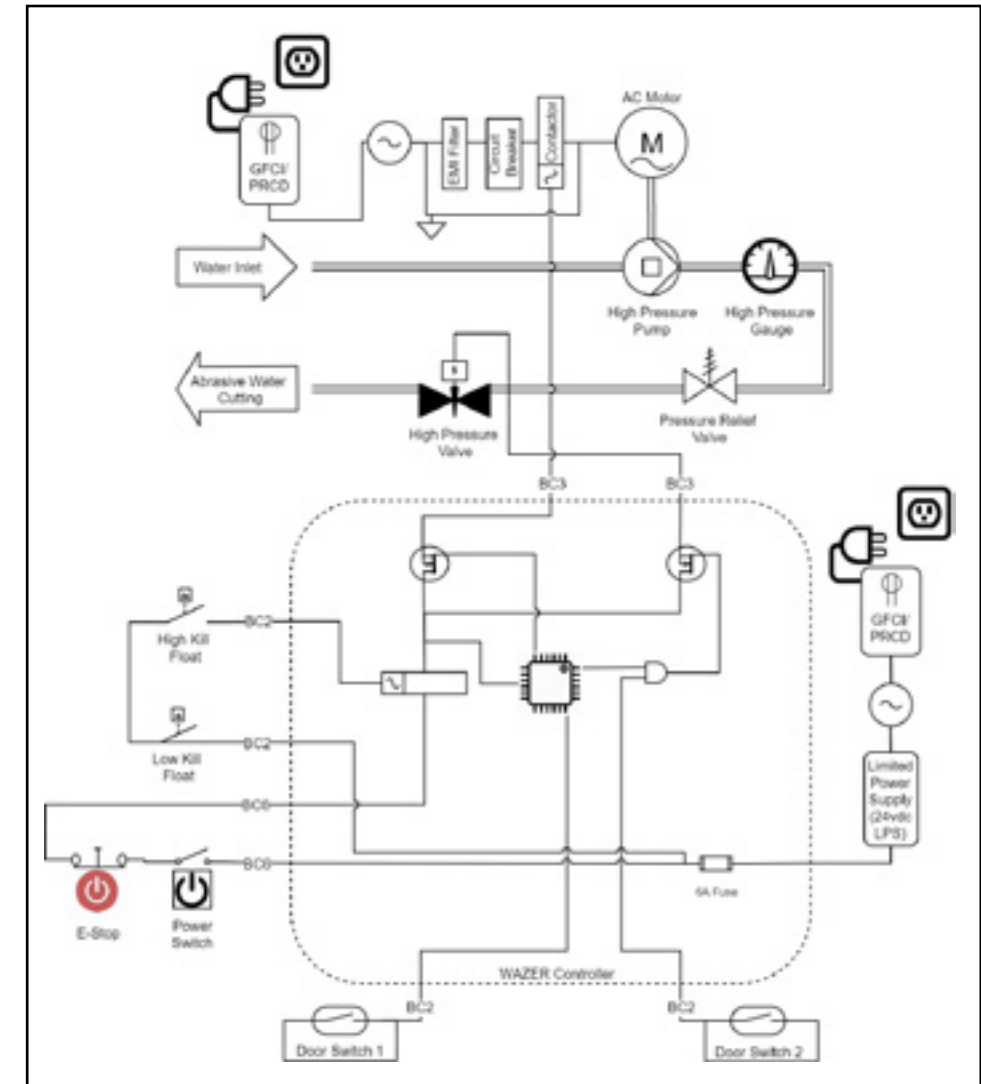 AC Motor
M
GFCI/
PRCD
EMI Filter
Circuit
Breaker
Contactor
Water Inlet
High Pressure
Pump
High Pressure
Gauge
Abrasive Water
Cutting
High Pressure
Valve
Pressure Relief
Valve
BC3
BC3
GFCI/
PRCD
High Kill
Float
BC2
Low Kill
Float
BC2
Limited
Power
Supply
(24vdc
LPS)
6A Fuse
E-Stop
Power
Switch
WAZER Controller
BC2
BC2
Door Switch 1
Door Switch 2